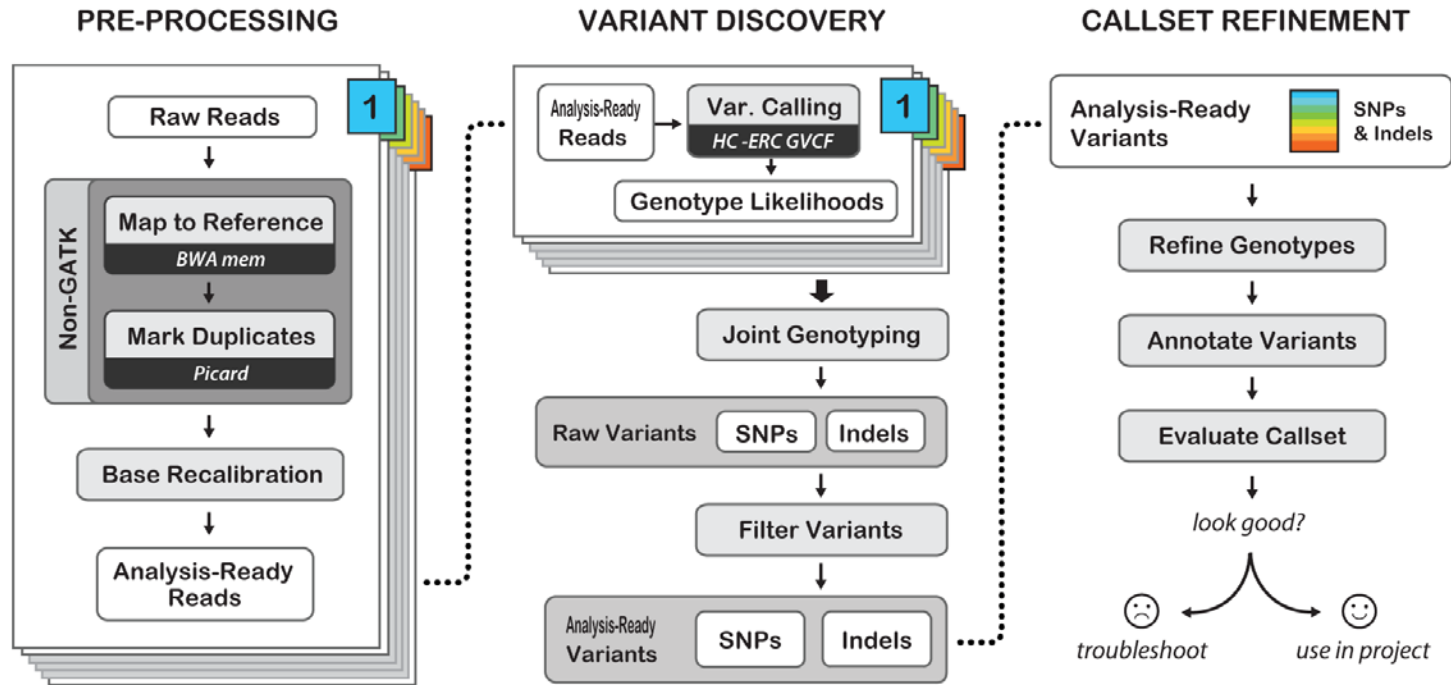 PRE-PROCESSING
1
Raw Reads
Non-GATK
Map to Reference
BWA mem
Mark Duplicates
Picard
Base Recalibration
Analysis-Ready
Reads
VARIANT DISCOVERY
1
Analysis-Ready
Reads
Var. Calling
HC -ERC GVCF
Genotype Likelihoods
Joint Genotyping
Raw Variants
SNPs
Indels
Filter Variants
Analysis-Ready
Variants
SNPs
Indels
CALLSET REFINEMENT
Analysis-Ready
Variants
SNPs
& Indels
Refine Genotypes
Annotate Variants
Evaluate Callset
look good?
troubleshoot
use in project